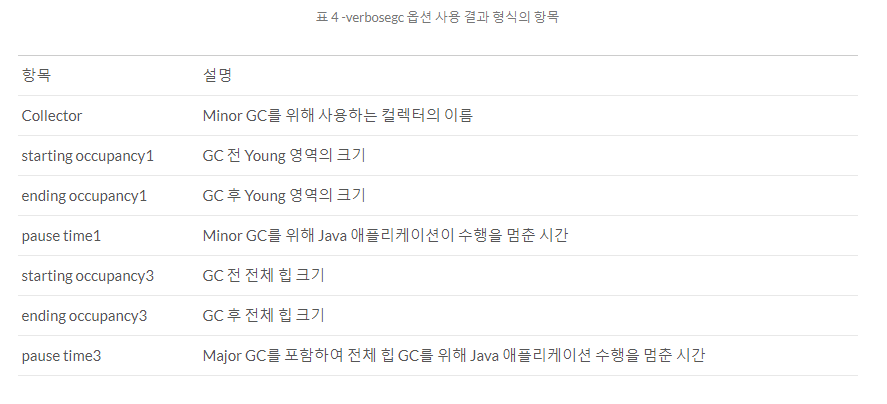 표 4 -verbosegc 옵션 사용 결과 형식의 항목
항목 설명
Collector Minor GC를 위해 사용하는 컬렉터의 이름
starting occupancy1 GC 전 Young 영역의 크기
ending occupancy1 GC 후 Young 영역의 크기
pause time1 Minor GC를 위해 Java 애플리케이션이 수행을 멈춘 시간
starting occupancy3 GC 전 전체 힙 크기
ending occupancy3 GC 후 전체 힙 크기
pause time3 Major GC를 포함하여 전체 힙 GC를 위해 Java 애플리케이션 수행을 멈춘 시간